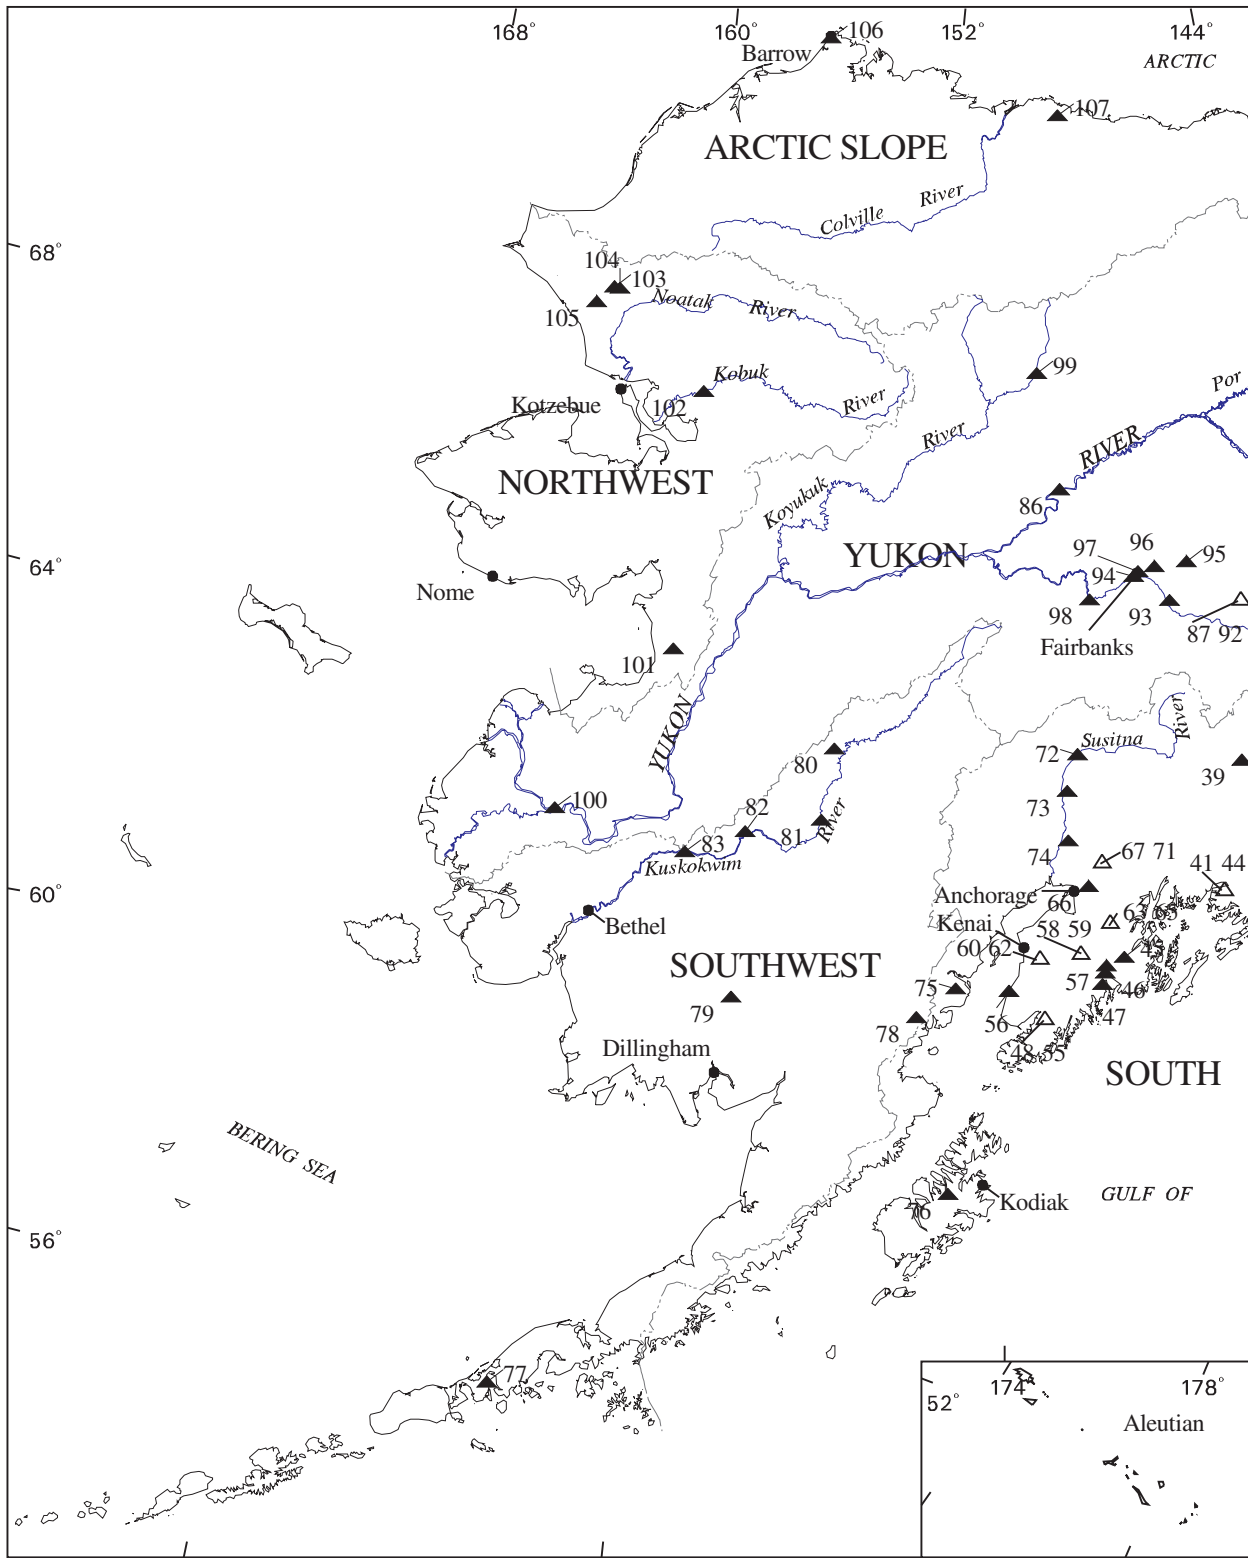 168° 160° 152° 144°
106
Barrow
ARCTIC
107
ARCTIC SLOPE
River
Colville
68°
104
103
Noatak River
105
99
Kobuk
Kotzebue 102 River
Por
River
RIVER
NORTHWEST
Koyukuk
86
YUKON
97 96 95
64°
94
Nome
98 93
87 92
Fairbanks
101
YUKON
River
Susitna
72
80
39
100
73
82
81
River
83
74
67 71
Kuskokwim
41 44
60°
Anchorage
66
Bethel
63 65
Kenai
58 59
60 62
45
SOUTHWEST
57
75
46
79
56
47
78
Dillingham
48 55
SOUTH
BERING SEA
GULF OF
76
Kodiak
56°
77
174° 178°
52°
Aleutian